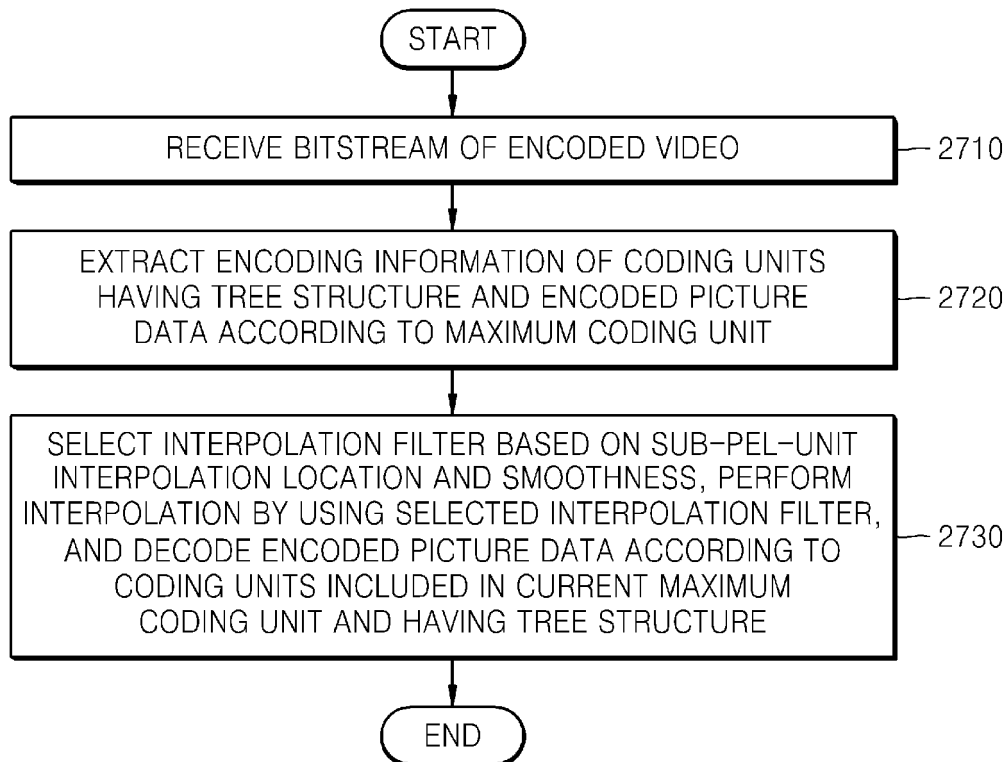 START
RECEIVE BITSTREAM OF ENCODED VIDEO
2710
EXTRACT ENCODING INFORMATION OF CODING UNITS
HAVING TREE STRUCTURE AND ENCODED PICTURE
DATA ACCORDING TO MAXIMUM CODING UNIT
2720
SELECT INTERPOLATION FILTER BASED ON SUB-PEL-UNIT
INTERPOLATION LOCATION AND SMOOTHNESS, PERFORM
INTERPOLATION BY USING SELECTED INTERPOLATION FILTER,
AND DECODE ENCODED PICTURE DATA ACCORDING TO
CODING UNITS INCLUDED IN CURRENT MAXIMUM
CODING UNIT AND HAVING TREE STRUCTURE
2730
END